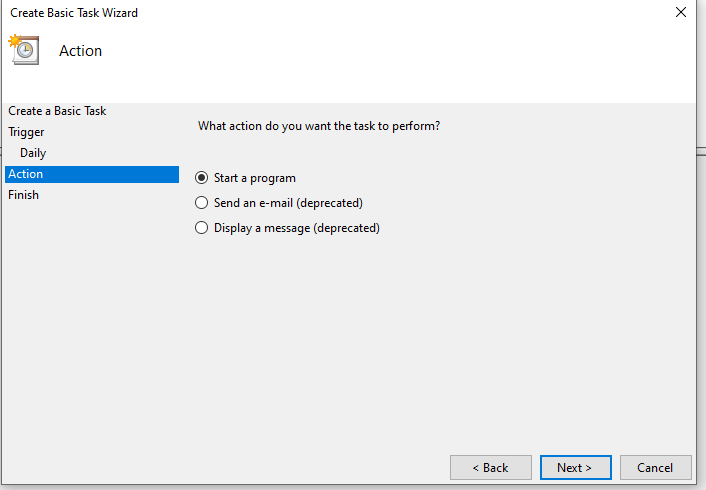 Create Basic Task Wizard
Action
Create a Basic Task
Trigger
Daily
Action
Finish
What action do you want the task to perform?
Start a program
Send an e-mail (deprecated)
Display a message (deprecated)
< Back
Next >
Cancel